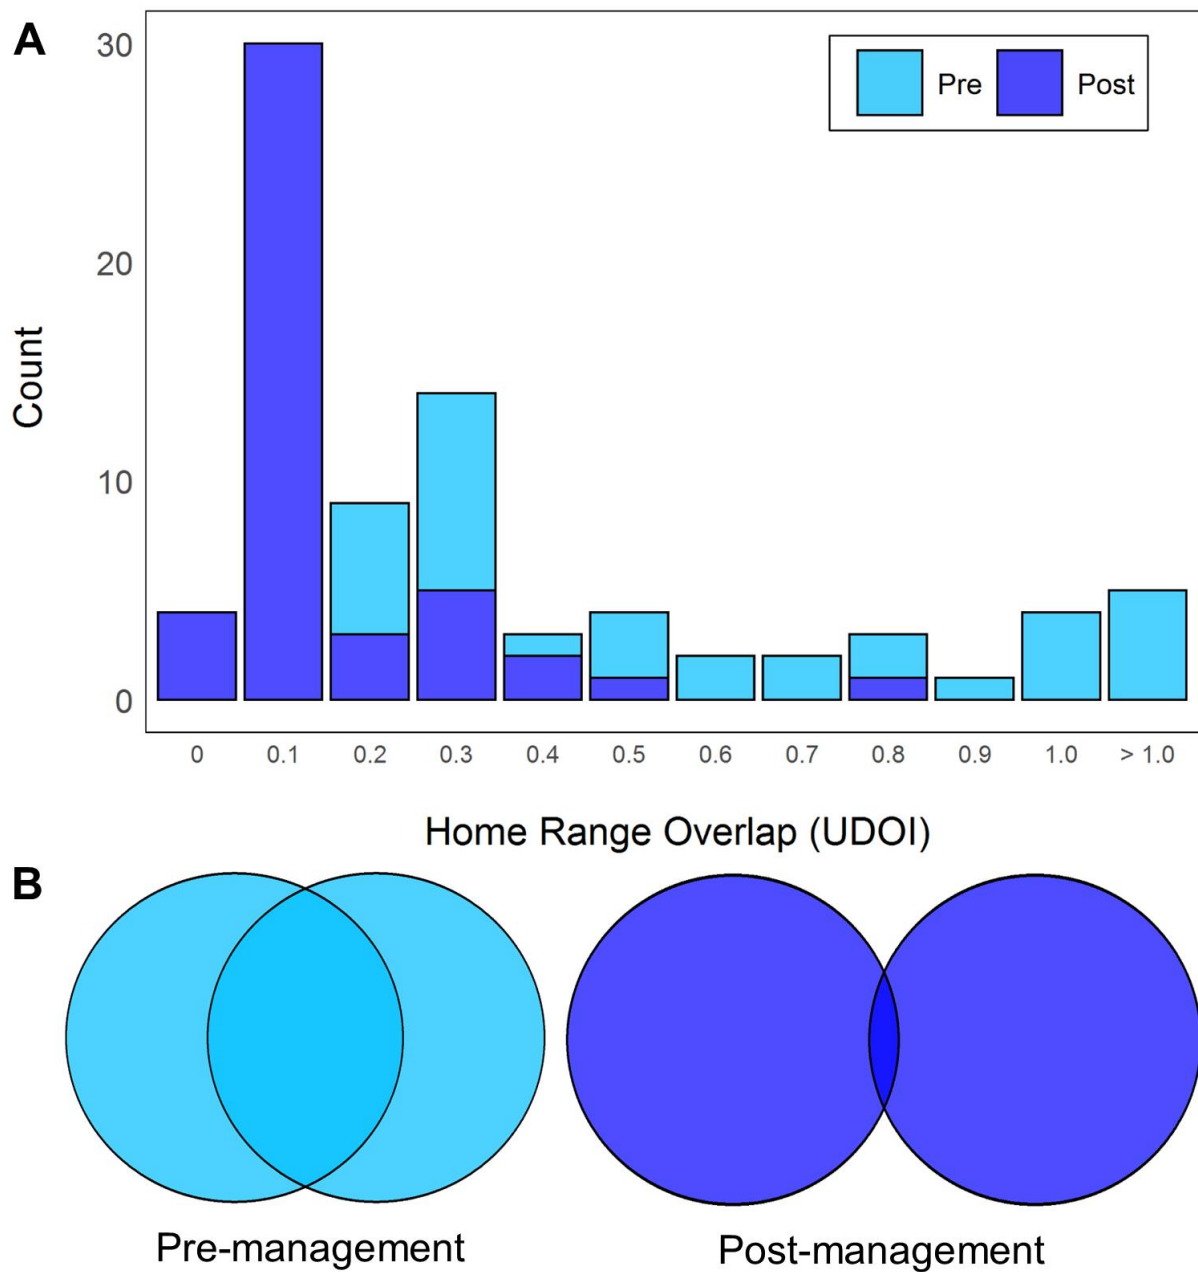 A
30
20
10
0
Count
Pre Post
0 0.1 0.2 0.3 0.4 0.5 0.6 0.7 0.8 0.9 1.0 > 1.0
Home Range Overlap (UDOI)
B
Pre-management Post-management